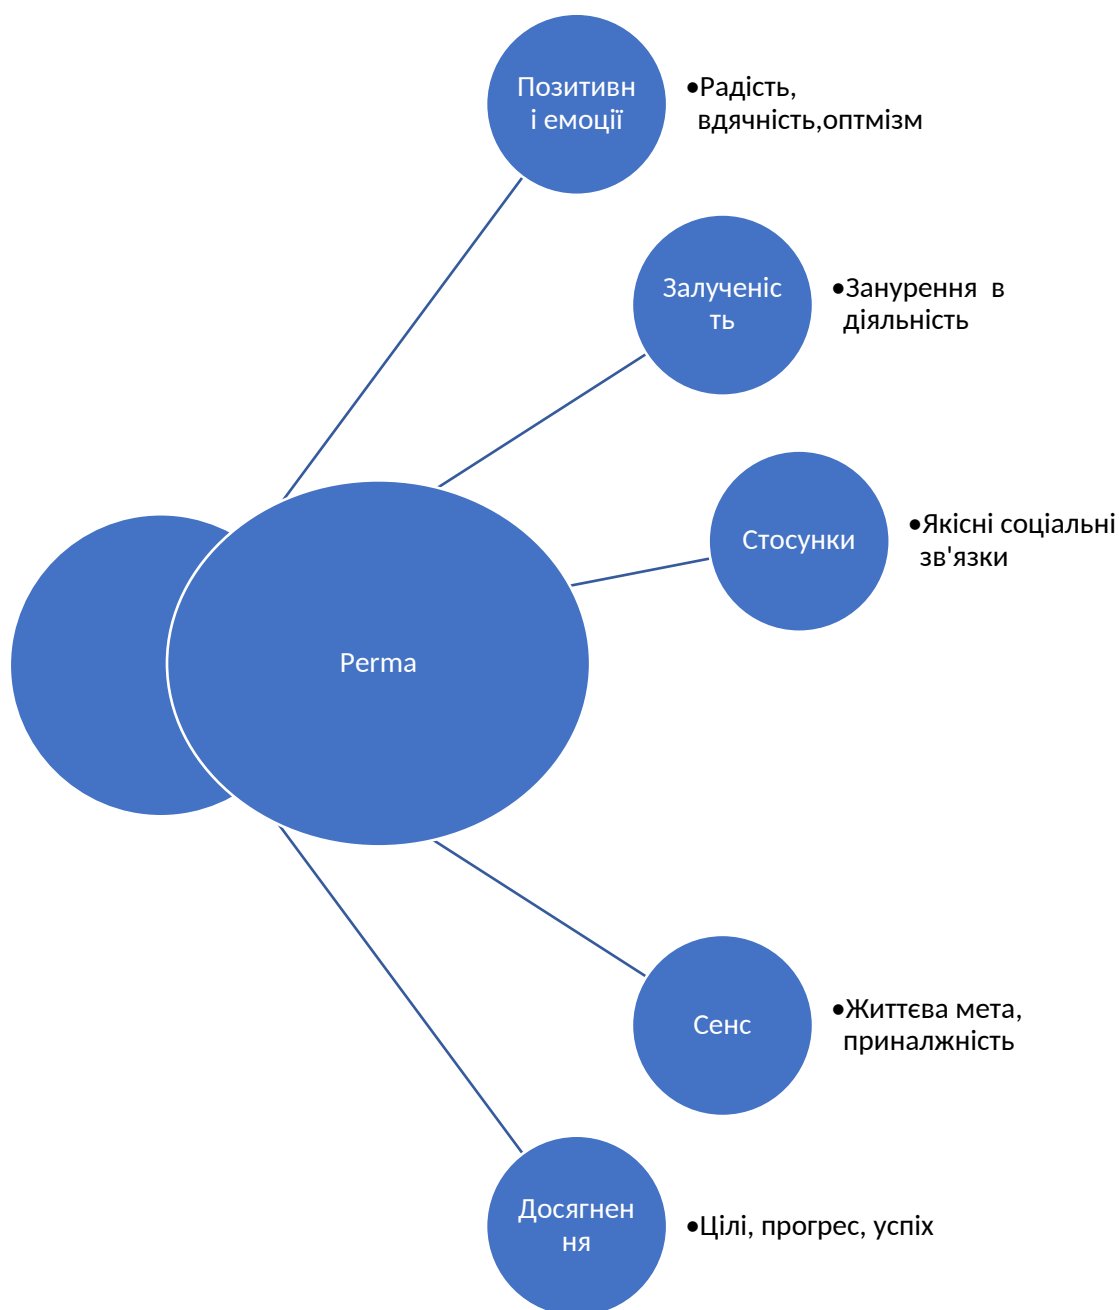 Позитивн
і емоції
•Радість,
вдячність,оптмізм
Залученіс
ть
•Занурення в
діяльність
Стосунки
•Якісні соціальні
зв'язки
Perma
Сенс
•Життєва мета,
приналжність
Досягнен
ня
•Цілі, прогрес, успіх